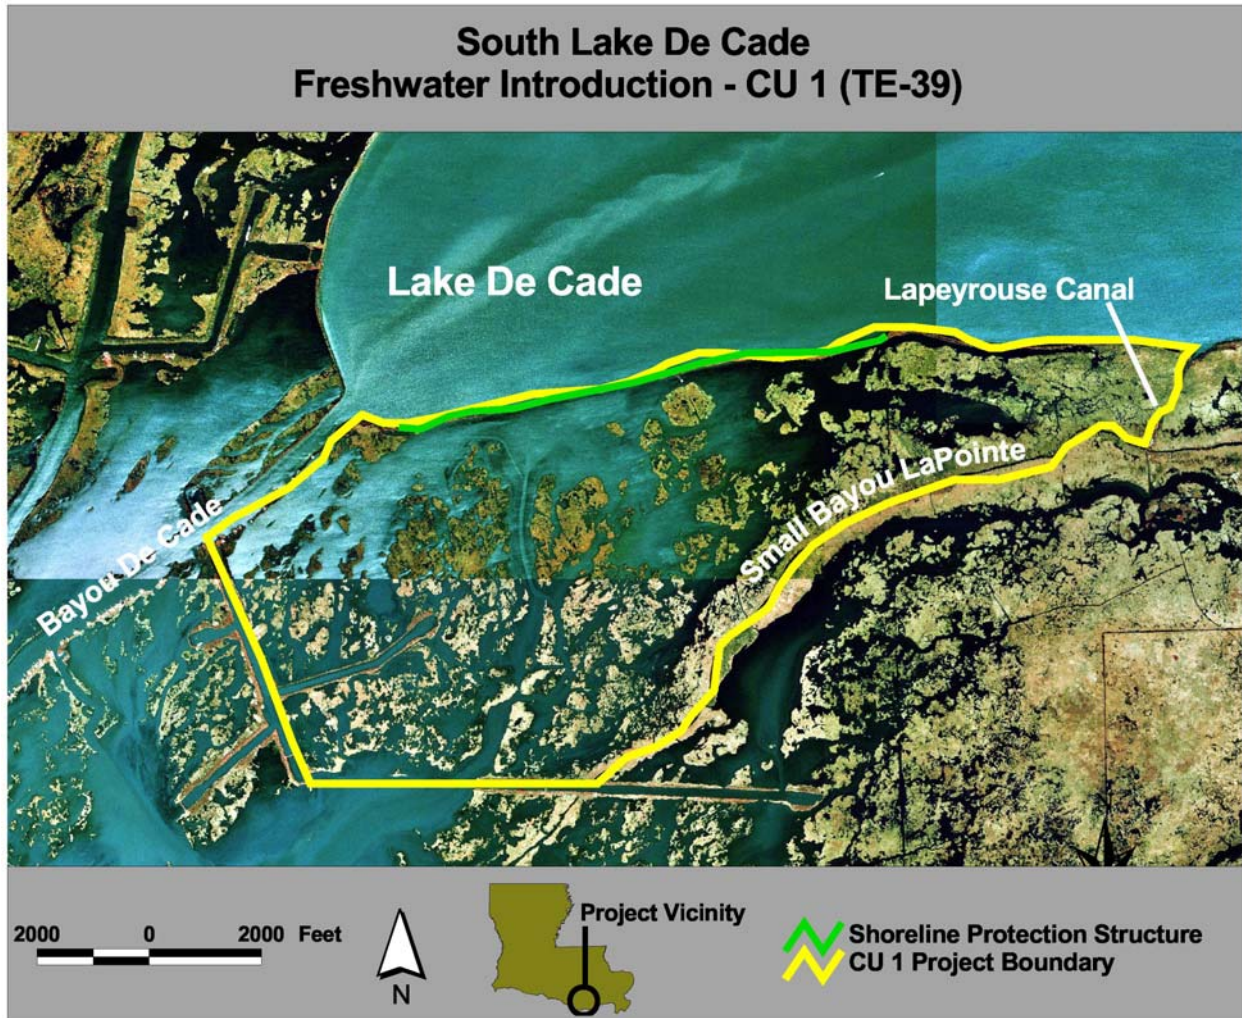 South Lake De Cade
Freshwater Introduction - CU 1 (TE-39)
Lake De Cade
Lapeyrouse Canal
Small Bayou LaPointe
Bayou De Cade
2000 0 2000 Feet
N
Project Vicinity
Shoreline Protection Structure
CU 1 Project Boundary